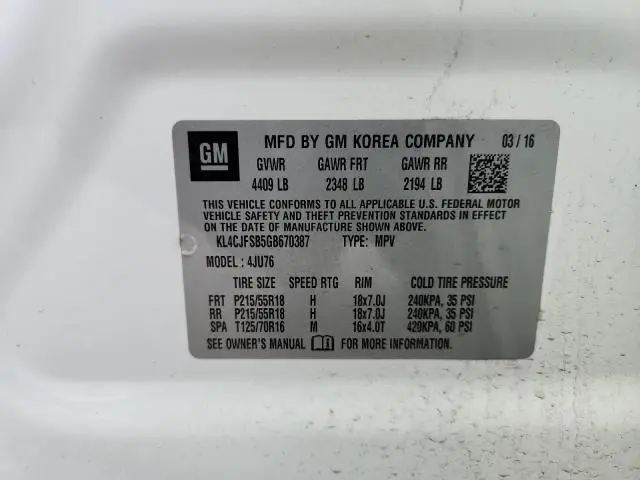 GM MFD BY GM KOREA COMPANY 03/16
GVWR GAWR FRT GAWR RR
4409 LB 2348 LB 2194 LB
THIS VEHICLE CONFORMS TO ALL APPLICABLE U.S. FEDERAL MOTOR
VEHICLE SAFETY AND THEFT PREVENTION STANDARDS IN EFFECT
ON THE DATE OF MANUFACTURE SHOWN ABOVE.
KL4CJFSB5GB670387 TYPE: MPV
MODEL: 4JU76
TIRE SIZE SPEED RTG RIM COLD TIRE PRESSURE
FRT P215/55R18 H 18x7.0J 240KPA, 35 PSI
RR P215/55R18 H 18x7.0J 240KPA, 35 PSI
SPA T125/70R16 M 16x4.0T 420KPA, 60 PSI
SEE OWNER'S MANUAL FOR MORE INFORMATION.